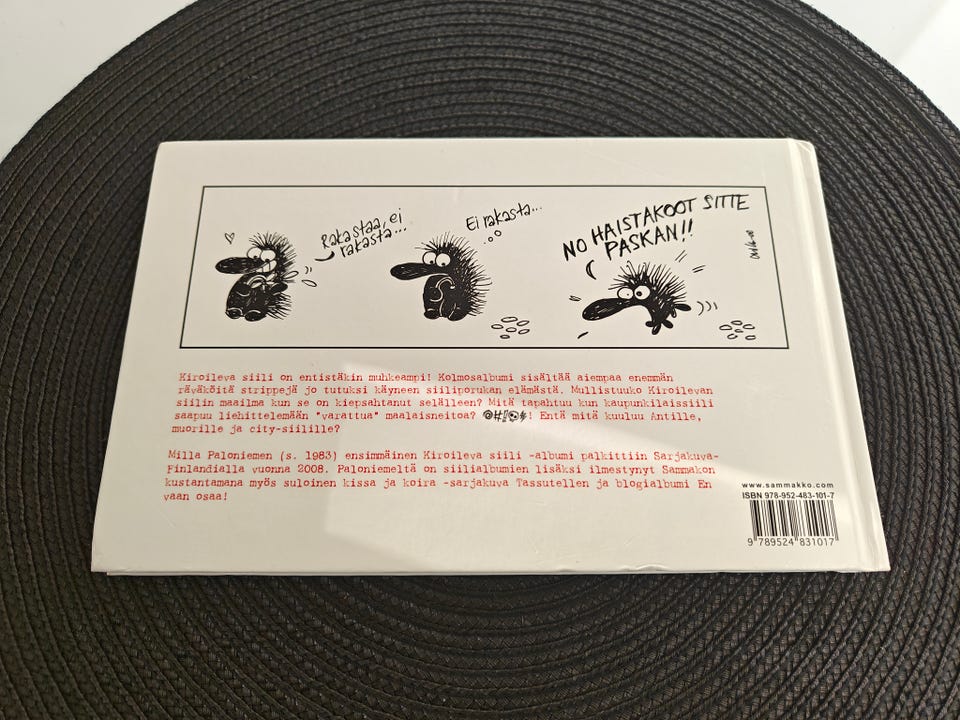 Rakastaa, ei
rakasta...
Ei rakasta...
NO HAISTAKOOT SITTE
PASKAN!!
Kiroileva siili on entistäkin muhkeampi! Kolmosalbumi sisältää aiempaa enemmän
räväköitä strippejä jo tutuksi käyneen siiliporukan elämästä. Mullistuuko Kiroilevan
siilin maailma kun se on kiepsahtanut selälleen? Mitä tapahtuu kun kaupunkilaissiili
saapuu liehittelemään "varattua" maalaisneitoa? @#!☠*! Entä mitä kuuluu Antille,
muorille ja city-siilille?
Milla Paloniemen (s. 1983) ensimmäinen Kiroileva siili -albumi palkittiin Sarjakuva-
Finlandialla vuonna 2008. Paloniemeltä on siilialbumien lisäksi ilmestynyt Sammakon
kustantamana myös suloinen kissa ja koira -sarjakuva Tassutellen ja blogialbumi En
vaan osaa!
www.sammakko.com
ISBN 978-952-483-101-7
9 789524 831017